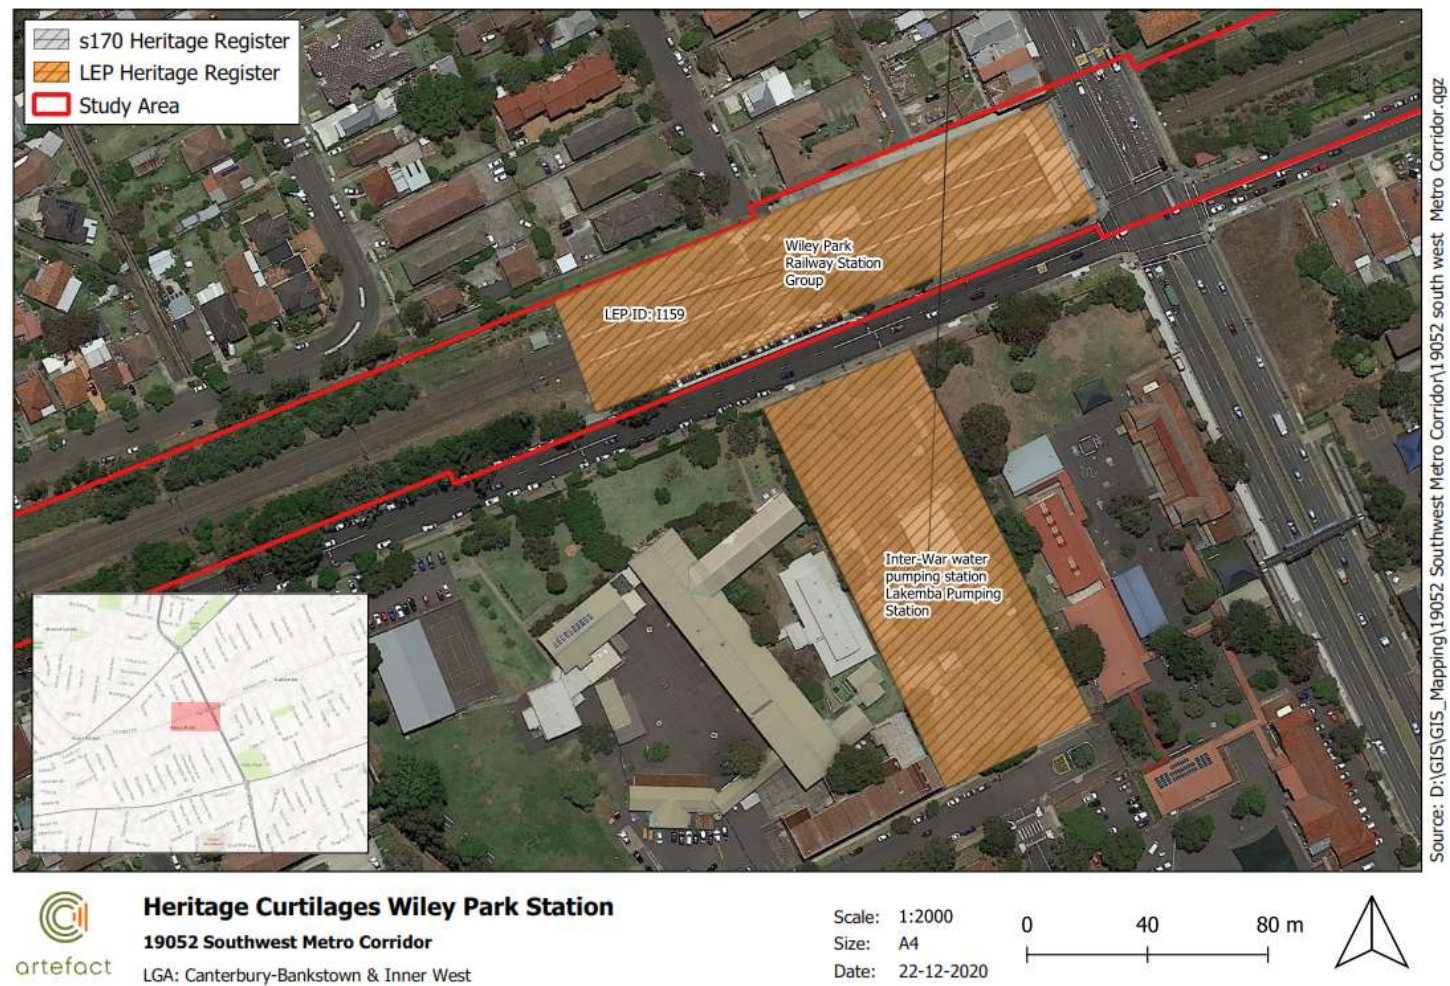 s170 Heritage Register
LEP Heritage Register
Study Area
Wiley Park
Railway Station
Group
LEP ID: I159
Inter-War water
pumping station
Lakemba Pumping
Station
Source: D:\GIS\GIS_Mapping\19052 Southwest Metro Corridor\19052 south west Metro Corridor.qgz
artefact
Heritage Curtilages Wiley Park Station
19052 Southwest Metro Corridor
LGA: Canterbury-Bankstown & Inner West
Scale: 1:2000
Size: A4
Date: 22-12-2020
0 40 80 m